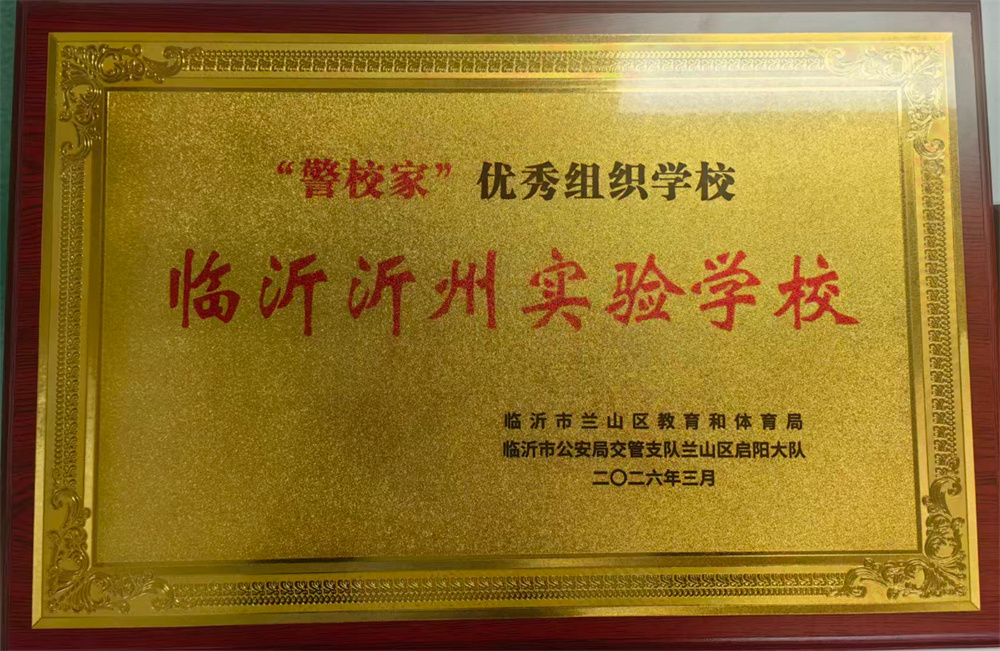 “警校家”优秀组织学校
临沂沂州实验学校
临沂市兰山区教育和体育局
临沂市公安局交管支队兰山区启阳大队
二〇二六年三月